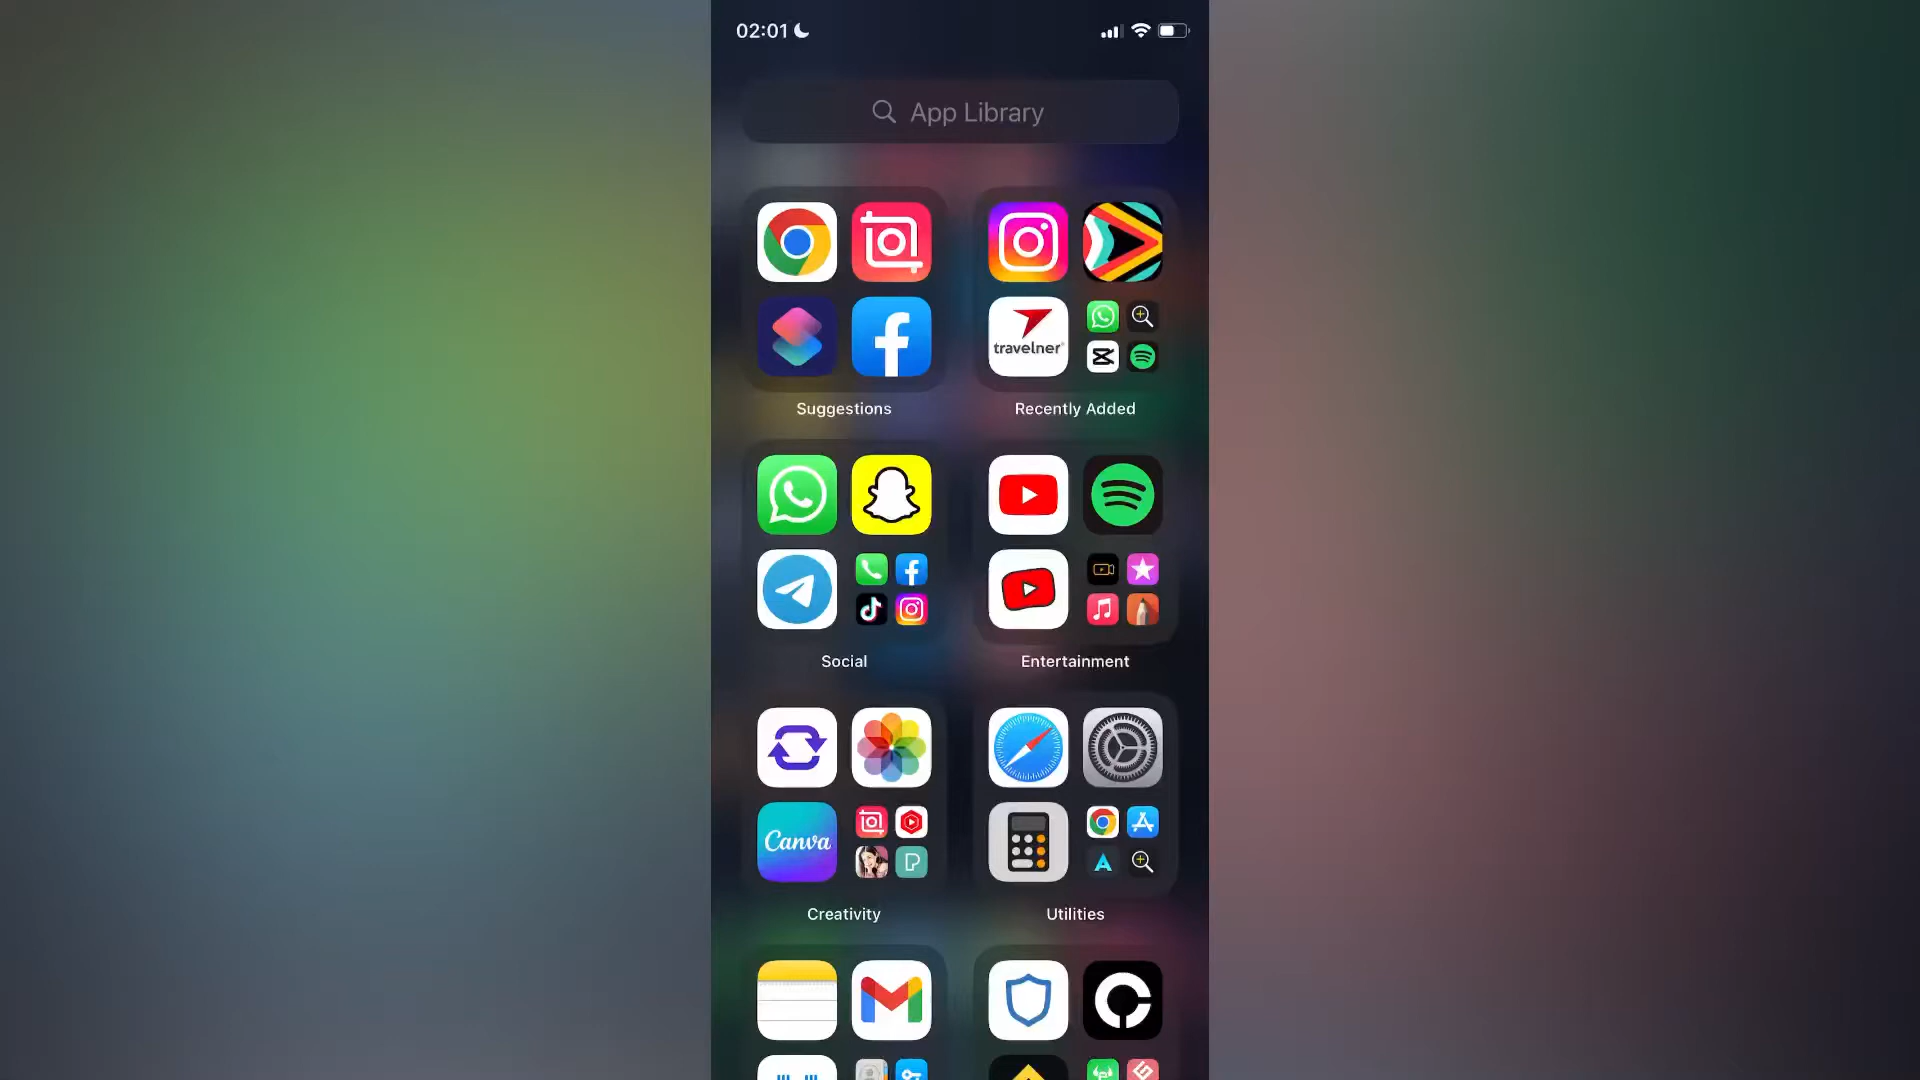 02:01
App Library
travelner
Suggestions
Recently Added
Social
Entertainment
Canva
Creativity
Utilities